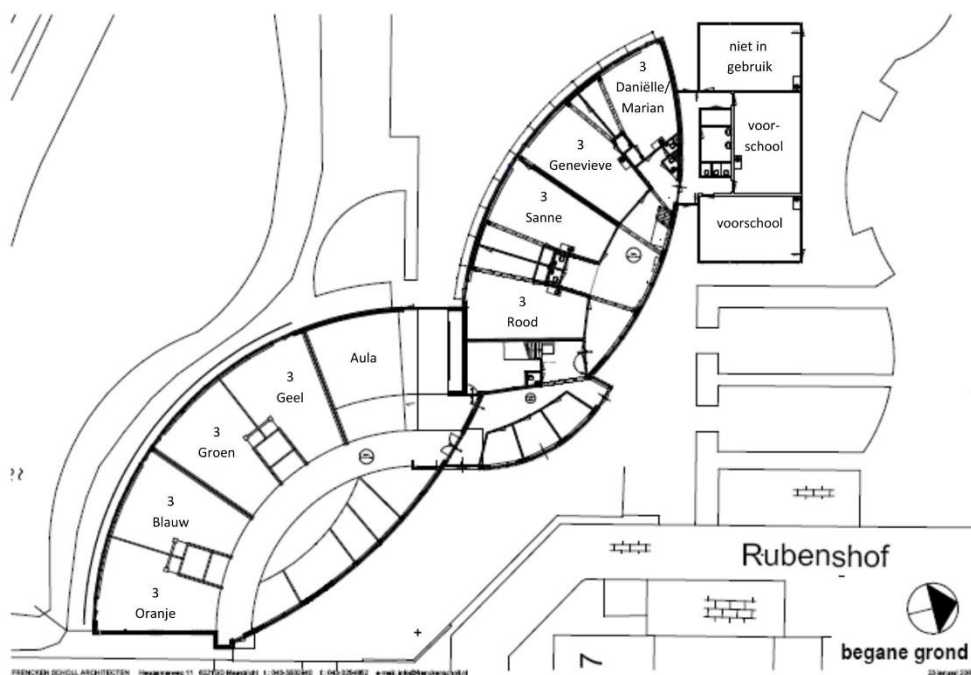 niet in
gebruik
3
Daniëlle/
Marian
voor-
school
3
Genevieve
3
Sanne
voorschool
3
Rood
Aula
3
Geel
3
Groen
3
Blauw
3
Oranje
Rubenshof
begane grond
7
FRENCKEN SCHOLL ARCHITECTEN